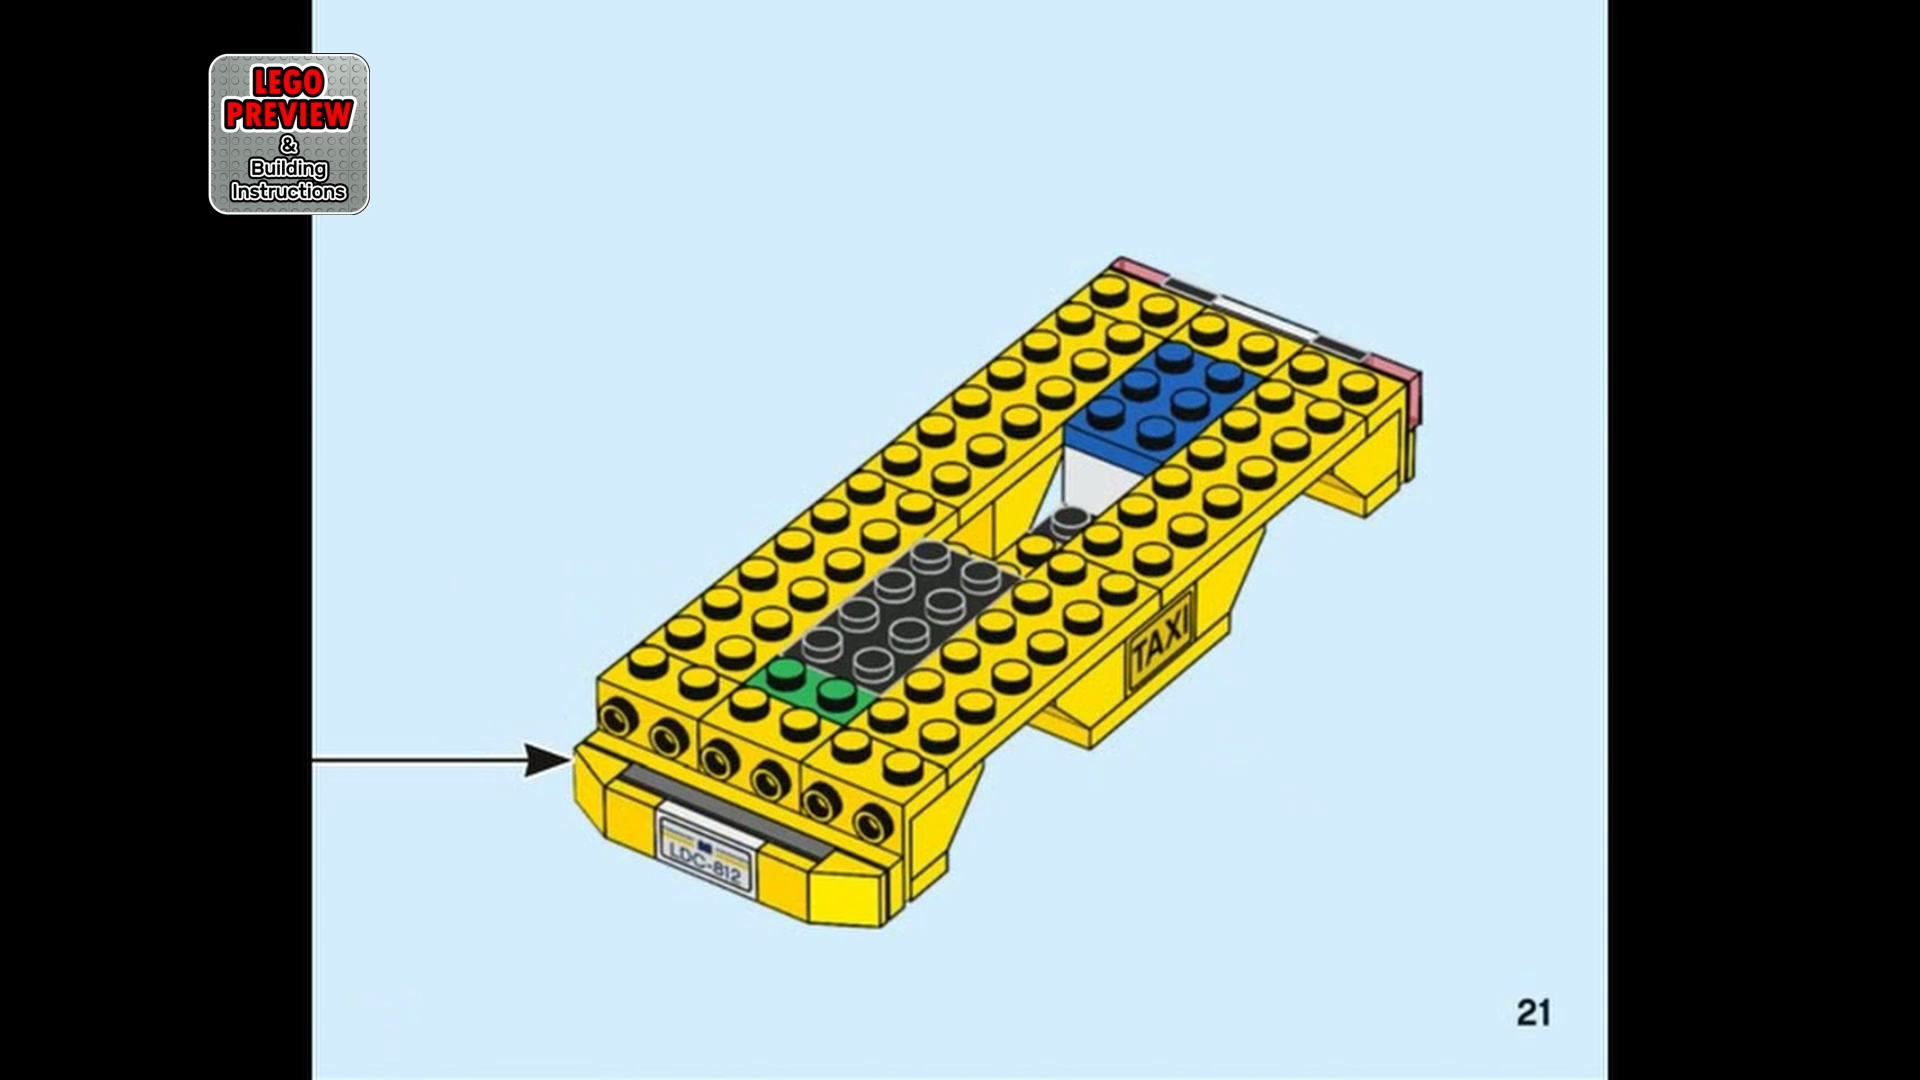 LEGO
PREVIEW
&
Building
Instructions
TAXI
LDC-812
21